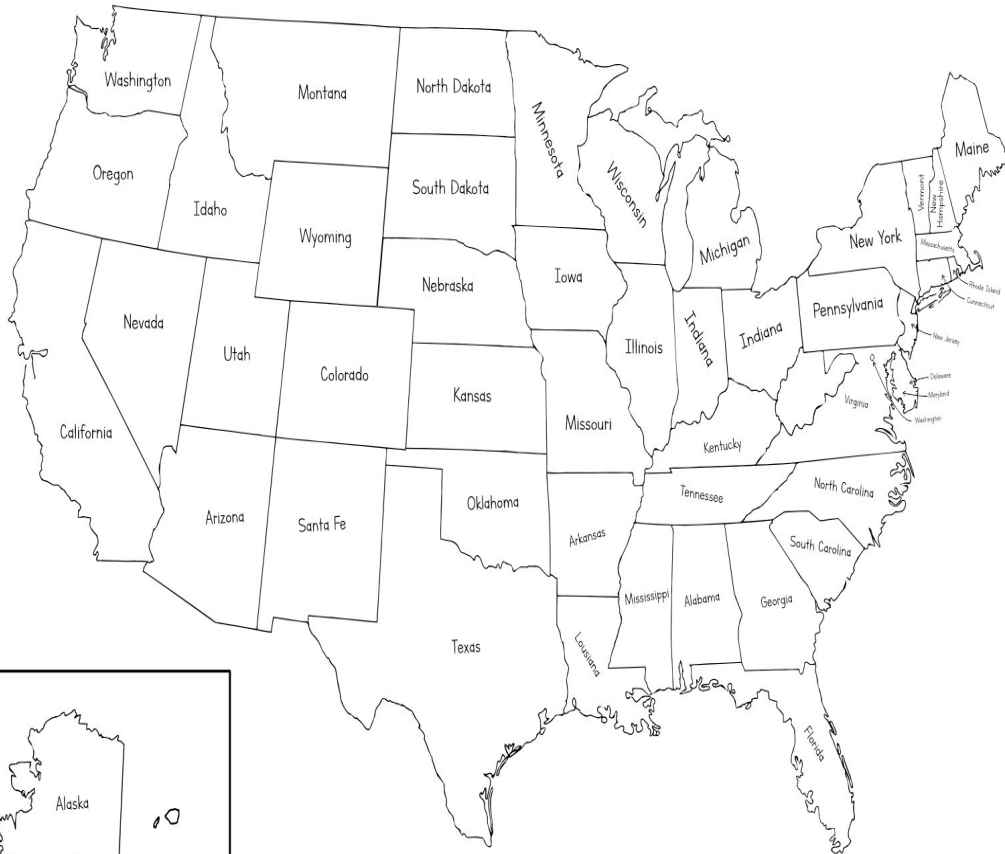 Washington
Montana
North Dakota
Minnesota
Oregon
Idaho
South Dakota
Wisconsin
Maine
Vermont
New
Hampshire
Wyoming
Michigan
New York
Massachusetts
Nebraska
Iowa
Rhode Island
Connecticut
Nevada
Utah
Colorado
Illinois
Indiana
Indiana
Pennsylvania
New Jersey
California
Kansas
Missouri
Kentucky
Virginia
Delaware
Maryland
Washington
Arizona
Santa Fe
Oklahoma
Arkansas
Tennessee
North Carolina
South Carolina
Texas
Lousiana
Mississippi
Alabama
Georgia
Florida
Alaska